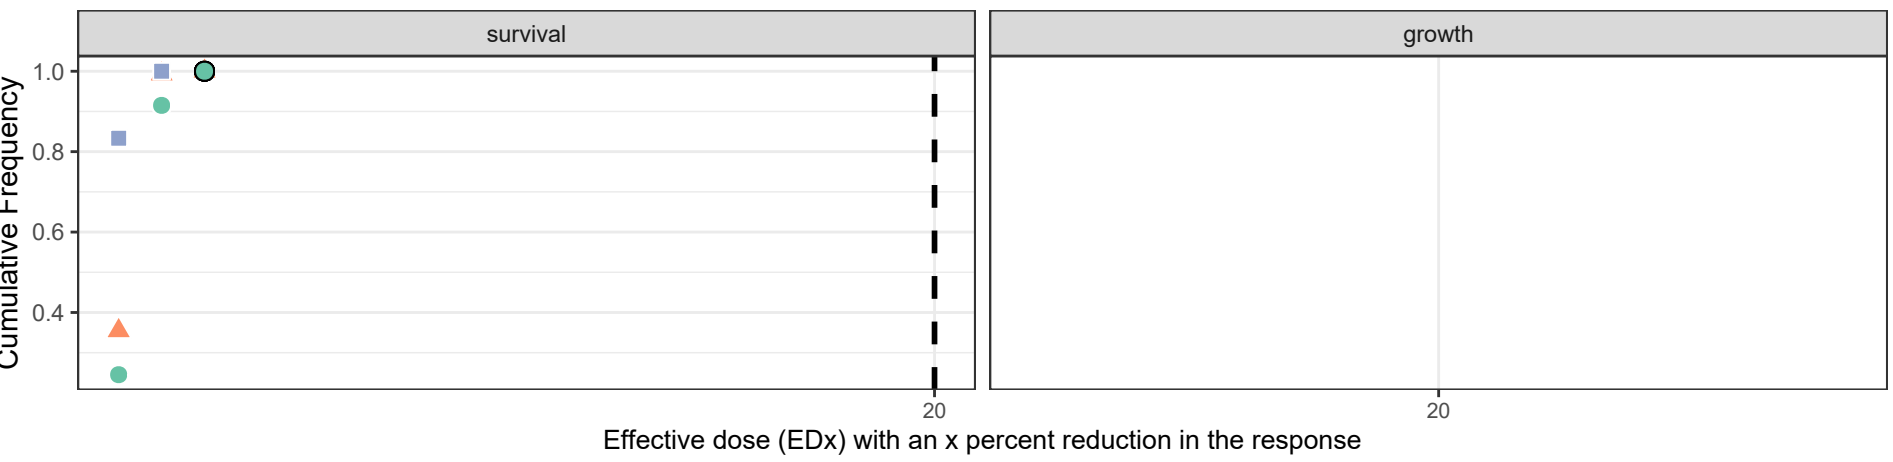 survival
growth
1.0
0.8
0.6
0.4
Cumulative Frequency
20
20
Effective dose (EDx) with an x percent reduction in the response